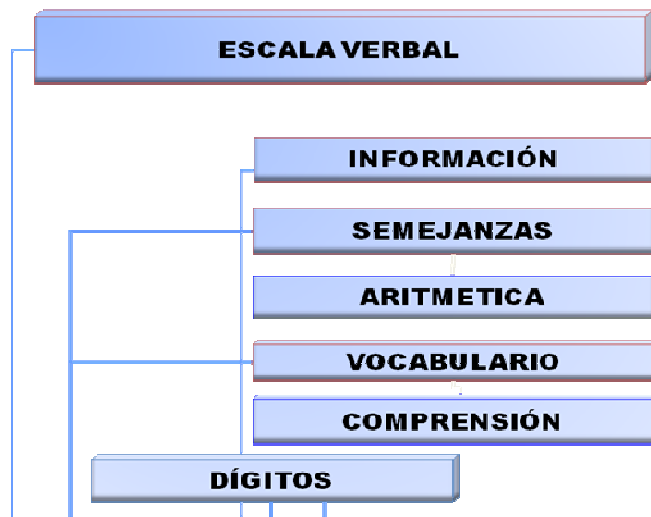 ESCALA VERBAL
INFORMACIÓN
SEMEJANZAS
ARITMETICA
VOCABULARIO
COMPRENSIÓN
DÍGITOS